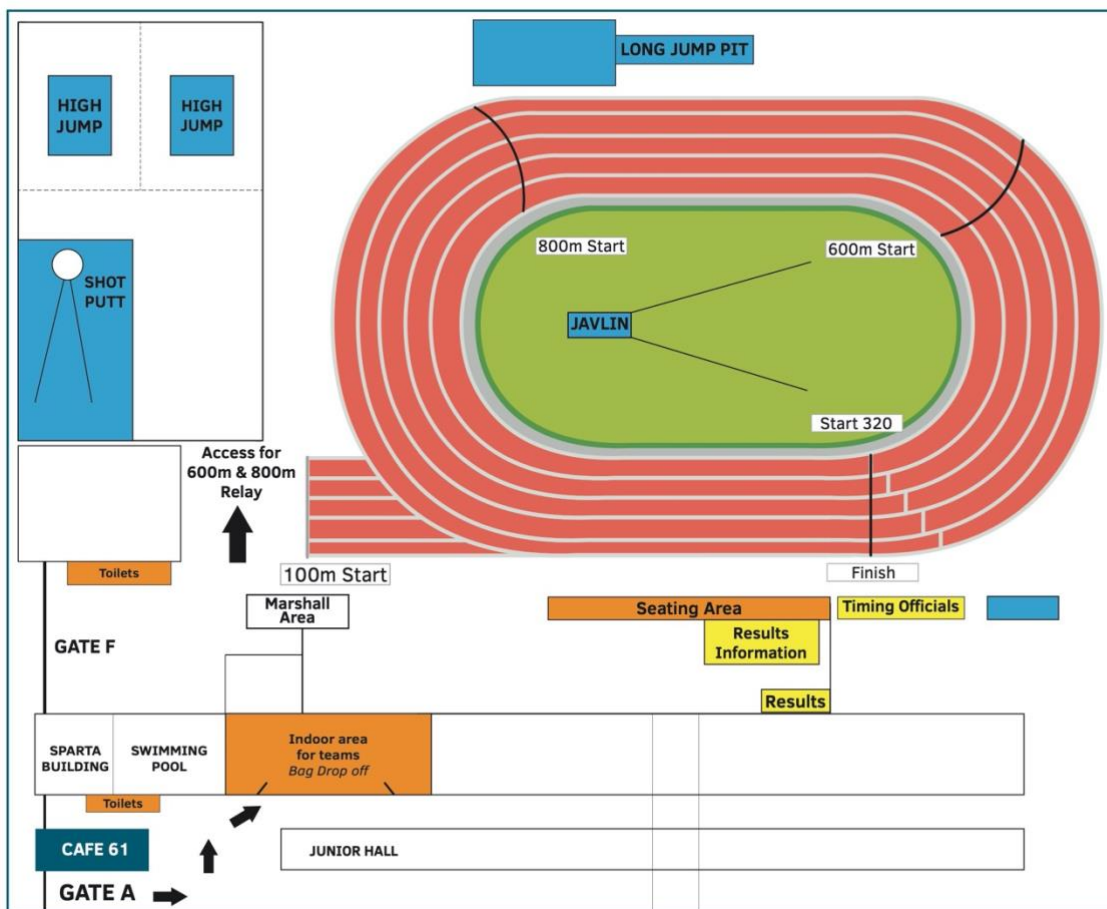 LONG JUMP PIT
HIGH
JUMP
HIGH
JUMP
800m Start
600m Start
SHOT
PUTT
JAVLIN
Start 320
Access for
600m & 800m
Relay
Toilets
100m Start
Finish
Marshall
Area
Seating Area
Timing Officials
Results
Information
GATE F
Results
SPARTA
BUILDING
SWIMMING
POOL
Indoor area
for teams
Bag Drop off
Toilets
CAFE 61
JUNIOR HALL
GATE A